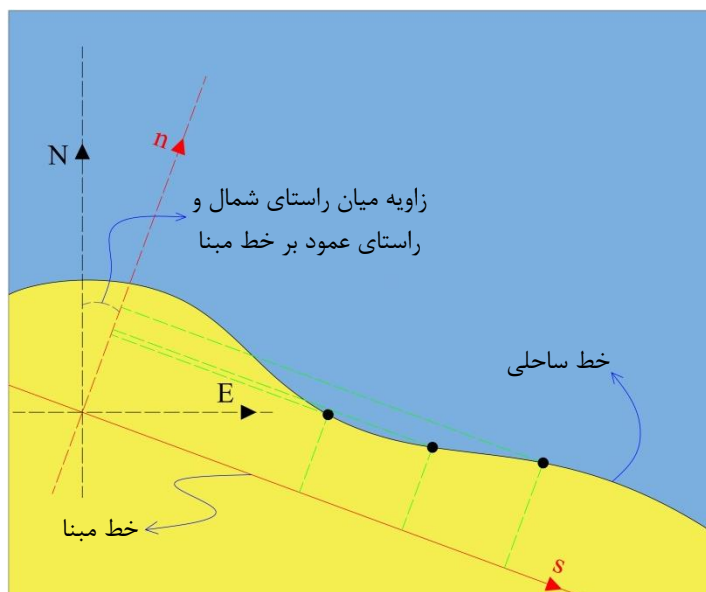 n
N
زاویه میان راستای شمال و
راستای عمود بر خط مبنا
خط ساحلی
E
خط مبنا
s